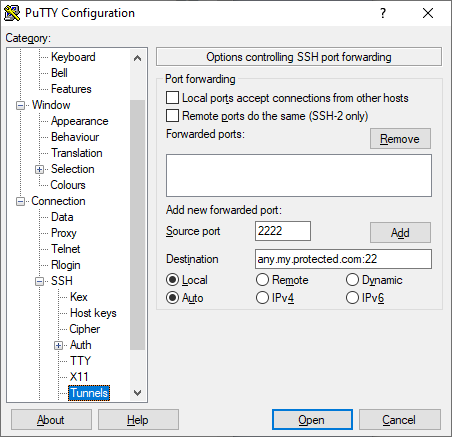 PuTTY Configuration
?
Category:
Keyboard
Bell
Features
Window
Appearance
Behaviour
Translation
Selection
Colours
Connection
Data
Proxy
Telnet
Rlogin
SSH
Kex
Host keys
Cipher
Auth
TTY
X11
Tunnels
Options controlling SSH port forwarding
Port forwarding
Local ports accept connections from other hosts
Remote ports do the same (SSH-2 only)
Forwarded ports:
Remove
Add new forwarded port:
Source port 2222 Add
Destination any.my.protected.com:22
Local Remote Dynamic
Auto IPv4 IPv6
About Help Open Cancel